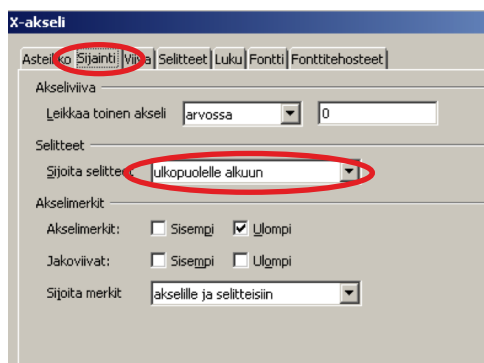 X-akseli
Asteikko Sijainti Viiva Selitteet Luku Fontti Fonttitehosteet
Akseliviiva
Leikkaa toinen akseli arvossa 0
Selitteet
Sijoita selitteet ulkopuolelle alkuun
Akselimerkit
Akselimerkit: Sisempi Ulompi
Jakoviivat: Sisempi Ulompi
Sijoita merkit akselille ja selitteisiin